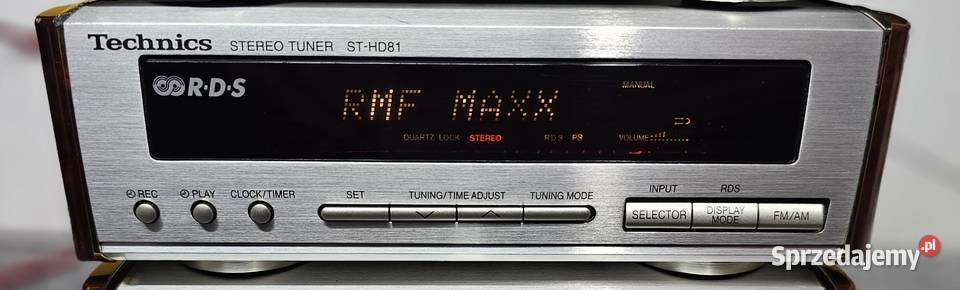 Technics STEREO TUNER ST-HD81
R·D·S
MANUAL
RMF MAXX
QUARTZ LOCK STEREO RDS PS VOLUME
REC PLAY CLOCK/TIMER SET TUNING/TIME ADJUST TUNING MODE
INPUT RDS
SELECTOR DISPLAY MODE FM/AM
Sprzedajemy.pl